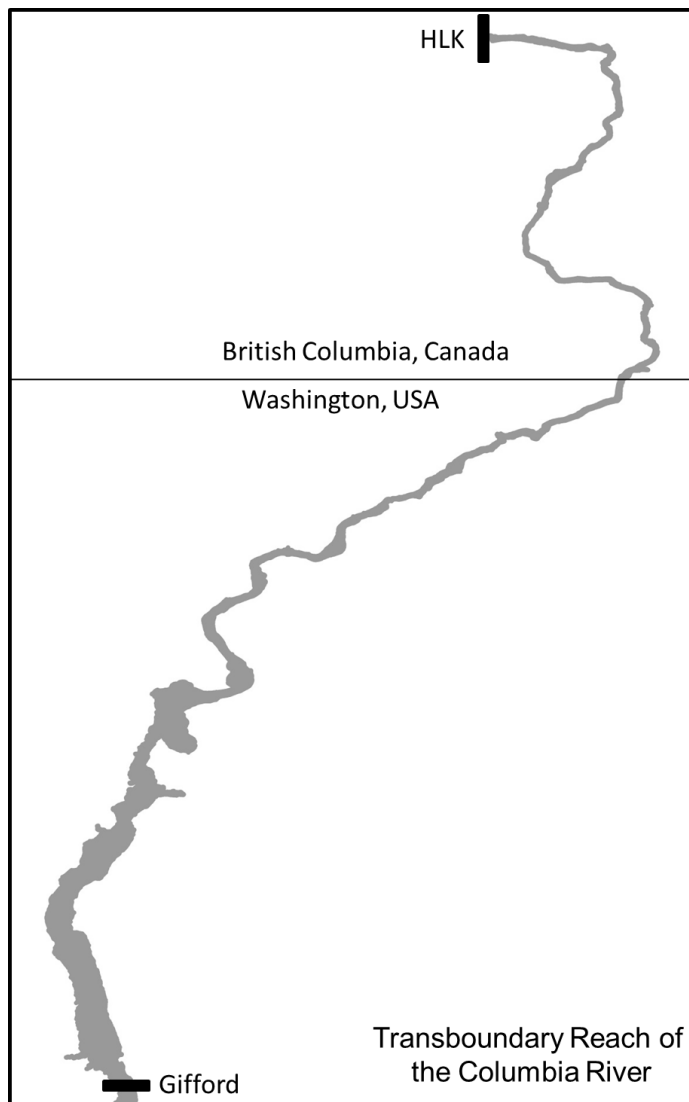 HLK
British Columbia, Canada
Washington, USA
Transboundary Reach of
the Columbia River
Gifford